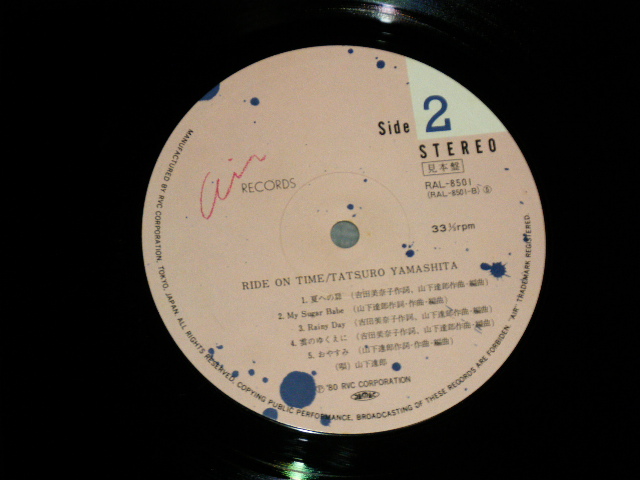 Side 2
STEREO
見本盤
RAL-8501
(RAL-8501-B) Ⓢ
33⅓rpm
Air RECORDS
RIDE ON TIME/TATSURO YAMASHITA
1. 夏への扉 (吉田美奈子作詞、山下達郎作曲・編曲)
2. My Sugar Babe (山下達郎作詞・作曲・編曲)
3. Rainy Day (吉田美奈子作詞、山下達郎作曲・編曲)
4. 雲のゆくえに (吉田美奈子作詞、山下達郎作曲・編曲)
5. おやすみ (山下達郎作詞・作曲・編曲)
(唄) 山下達郎
Ⓟ '80 RVC CORPORATION
MANUFACTURED BY RVC CORPORATION, TOKYO, JAPAN. ALL RIGHTS RESERVED. COPYING PUBLIC PERFORMANCE, BROADCASTING OF THESE RECORDS ARE FORBIDEN. "AIR" TRADEMARK REGISTERED.